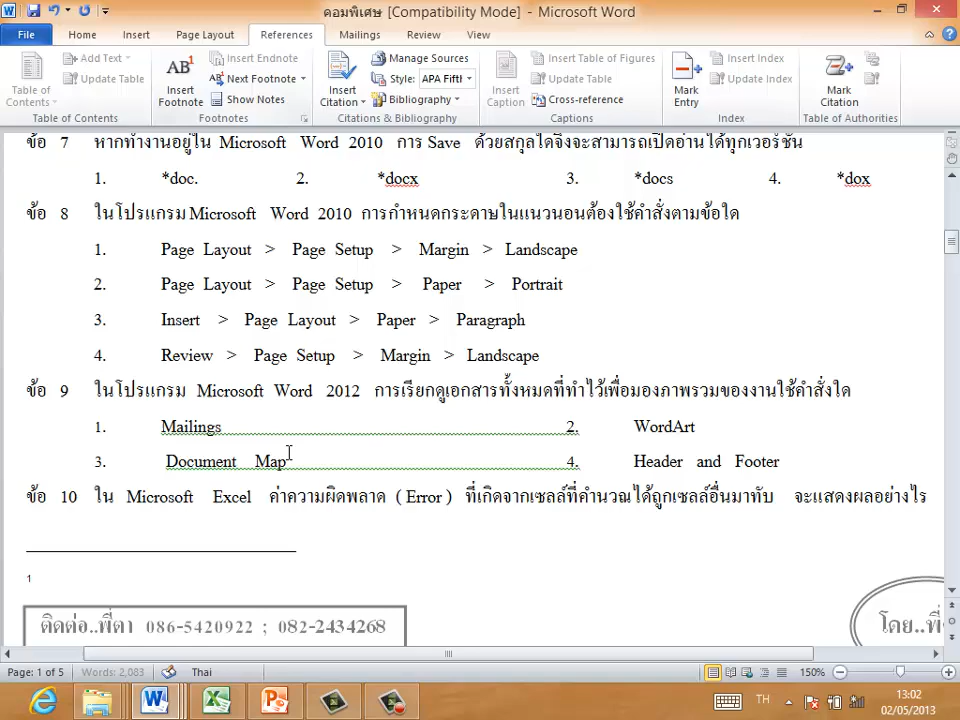 คอมพิเศษ [Compatibility Mode] - Microsoft Word
File Home Insert Page Layout References Mailings Review View
Table of Contents
Add Text
Update Table
Table of Contents
AB1
Insert Footnote
Insert Endnote
AB1 Next Footnote
Show Notes
Footnotes
Insert Citation
Manage Sources
Style: APA Fifth
Bibliography
Citations & Bibliography
Insert Caption
Insert Table of Figures
Update Table
Cross-reference
Captions
Mark Entry
Insert Index
Update Index
Index
Mark Citation
Table of Authorities
ข้อ 7 หากทำงานอยู่ใน Microsoft Word 2010 การ Save ด้วยสกุลใดจึงจะสามารถเปิดอ่านได้ทุกเวอร์ชัน
1. *doc. 2. *docx 3. *docs 4. *dox
ข้อ 8 ในโปรแกรม Microsoft Word 2010 การกำหนดกระดาษในแนวนอนต้องใช้คำสั่งตามข้อใด
1. Page Layout > Page Setup > Margin > Landscape
2. Page Layout > Page Setup > Paper > Portrait
3. Insert > Page Layout > Paper > Paragraph
4. Review > Page Setup > Margin > Landscape
ข้อ 9 ในโปรแกรม Microsoft Word 2012 การเรียกดูเอกสารทั้งหมดที่ทำไว้เพื่อมองภาพรวมของงานใช้คำสั่งใด
1. Mailings 2. WordArt
3. Document Map 4. Header and Footer
ข้อ 10 ใน Microsoft Excel ค่าความผิดพลาด ( Error ) ที่เกิดจากเซลล์ที่คำนวณได้ถูกเซลล์อื่นมาทับ จะแสดงผลอย่างไร
1
ติดต่อ..พี่ตา 086-5420922 ; 082-2434268
โดย..พี่
Page: 1 of 5 Words: 2,083 Thai 150%
TH
13:02
02/05/2013